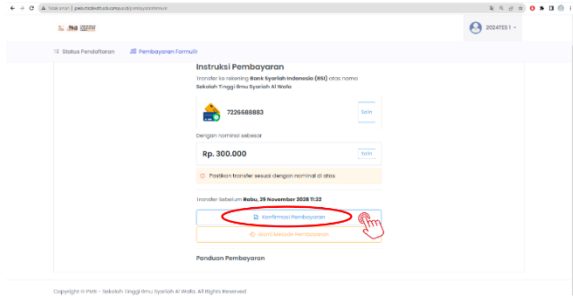 20247ES 1
Status Pendaftaran
Pembayaran Formulir
Instruksi Pembayaran
Transfer ke rekening Bank Syariah Indonesia (BSI) atas nama
Sekolah Tinggi Ilmu Syariah Al Wafa
7226688883
Salin
Dengan nominal sebesar
Rp. 300.000
Salin
Pastikan transfer sesuai dengan nominal di atas
Transfer Sebelum Rabu, 29 November 2023 11:22
Konfirmasi Pembayaran
Ganti Metode Pembayaran
Panduan Pembayaran
Copyright © PMB - Sekolah Tinggi Ilmu Syariah Al Wafa. All Rights Reserved